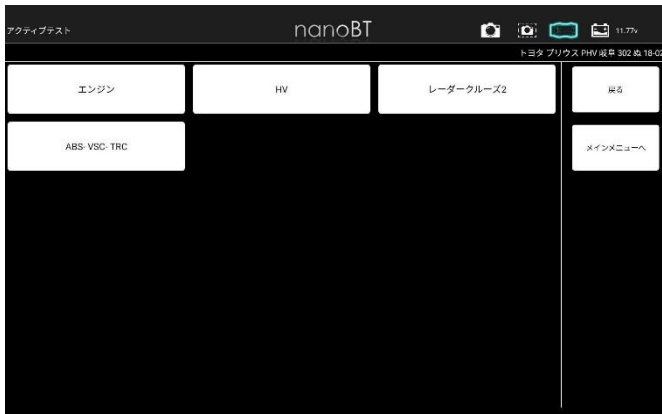 アクティブテスト
nanoBT
11.77v
トヨタ プリウス PHV 岐阜 302 ぬ 18-02
エンジン
HV
レーダークルーズ2
戻る
ABS･VSC･TRC
メインメニューへ